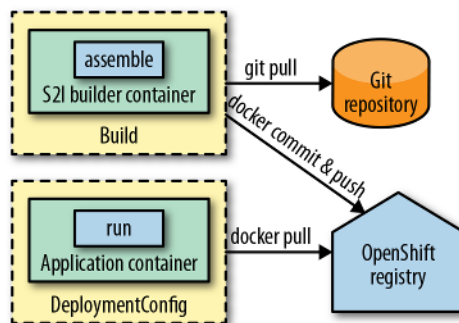 assemble
S2I builder container
Build
git pull
Git
repository
docker commit & push
run
Application container
DeploymentConfig
docker pull
OpenShift
registry